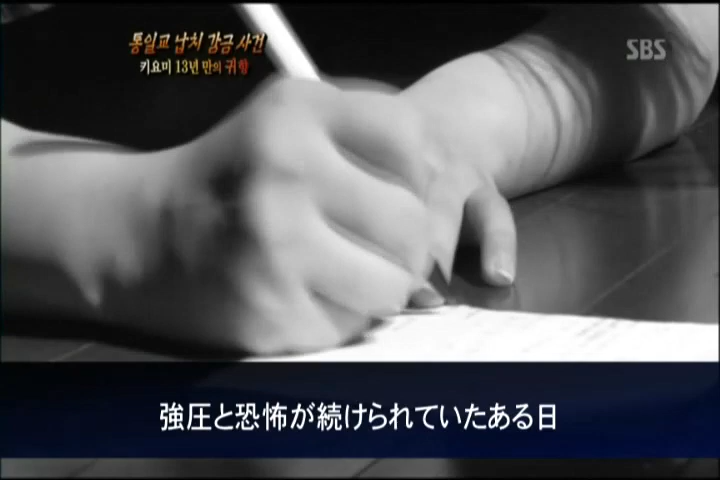 통일교 납치 감금 사건
키요미 13년 만의 귀향
SBS
強圧と恐怖が続けられていたある日